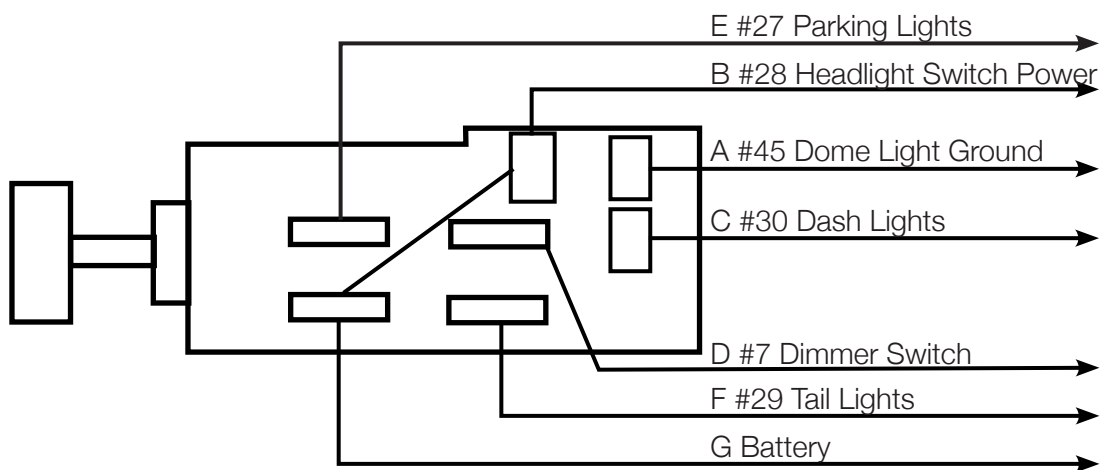 E #27 Parking Lights
B #28 Headlight Switch Power
A #45 Dome Light Ground
C #30 Dash Lights
D #7 Dimmer Switch
F #29 Tail Lights
G Battery